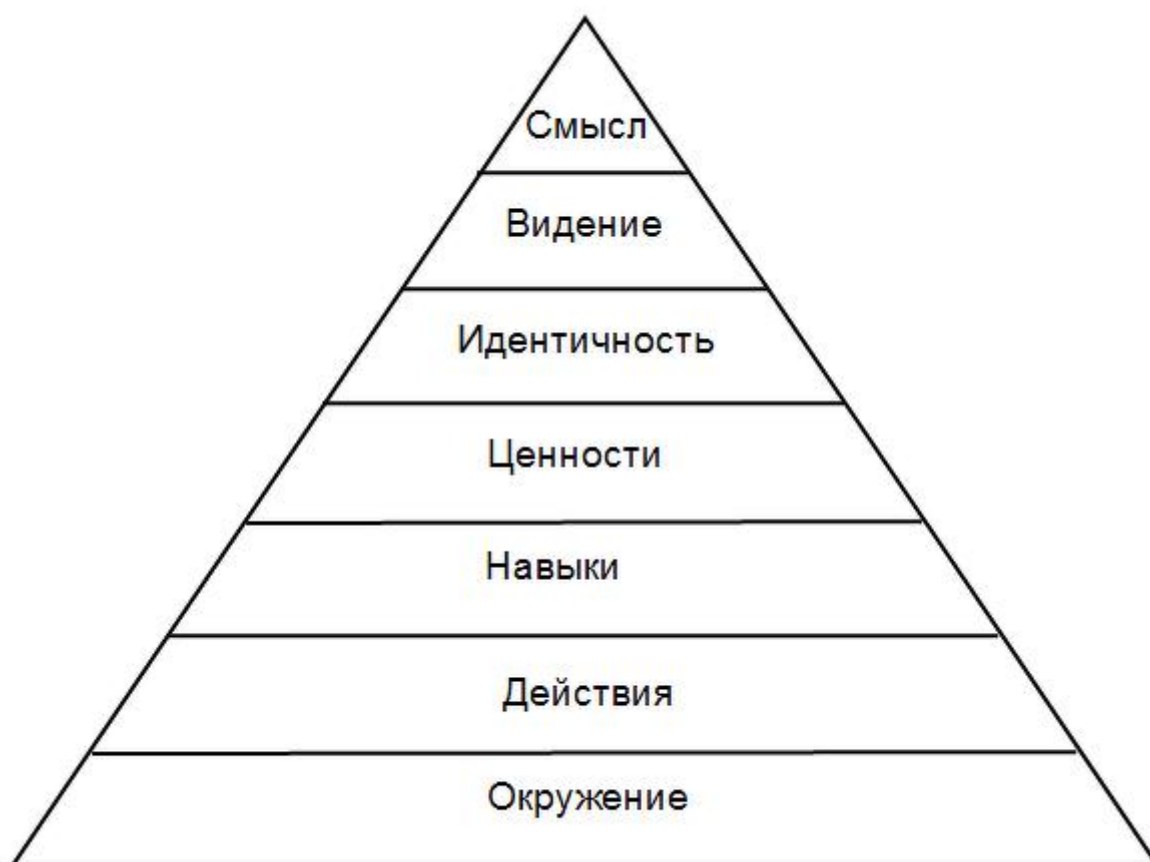 Смысл
Видение
Идентичность
Ценности
Навыки
Действия
Окружение